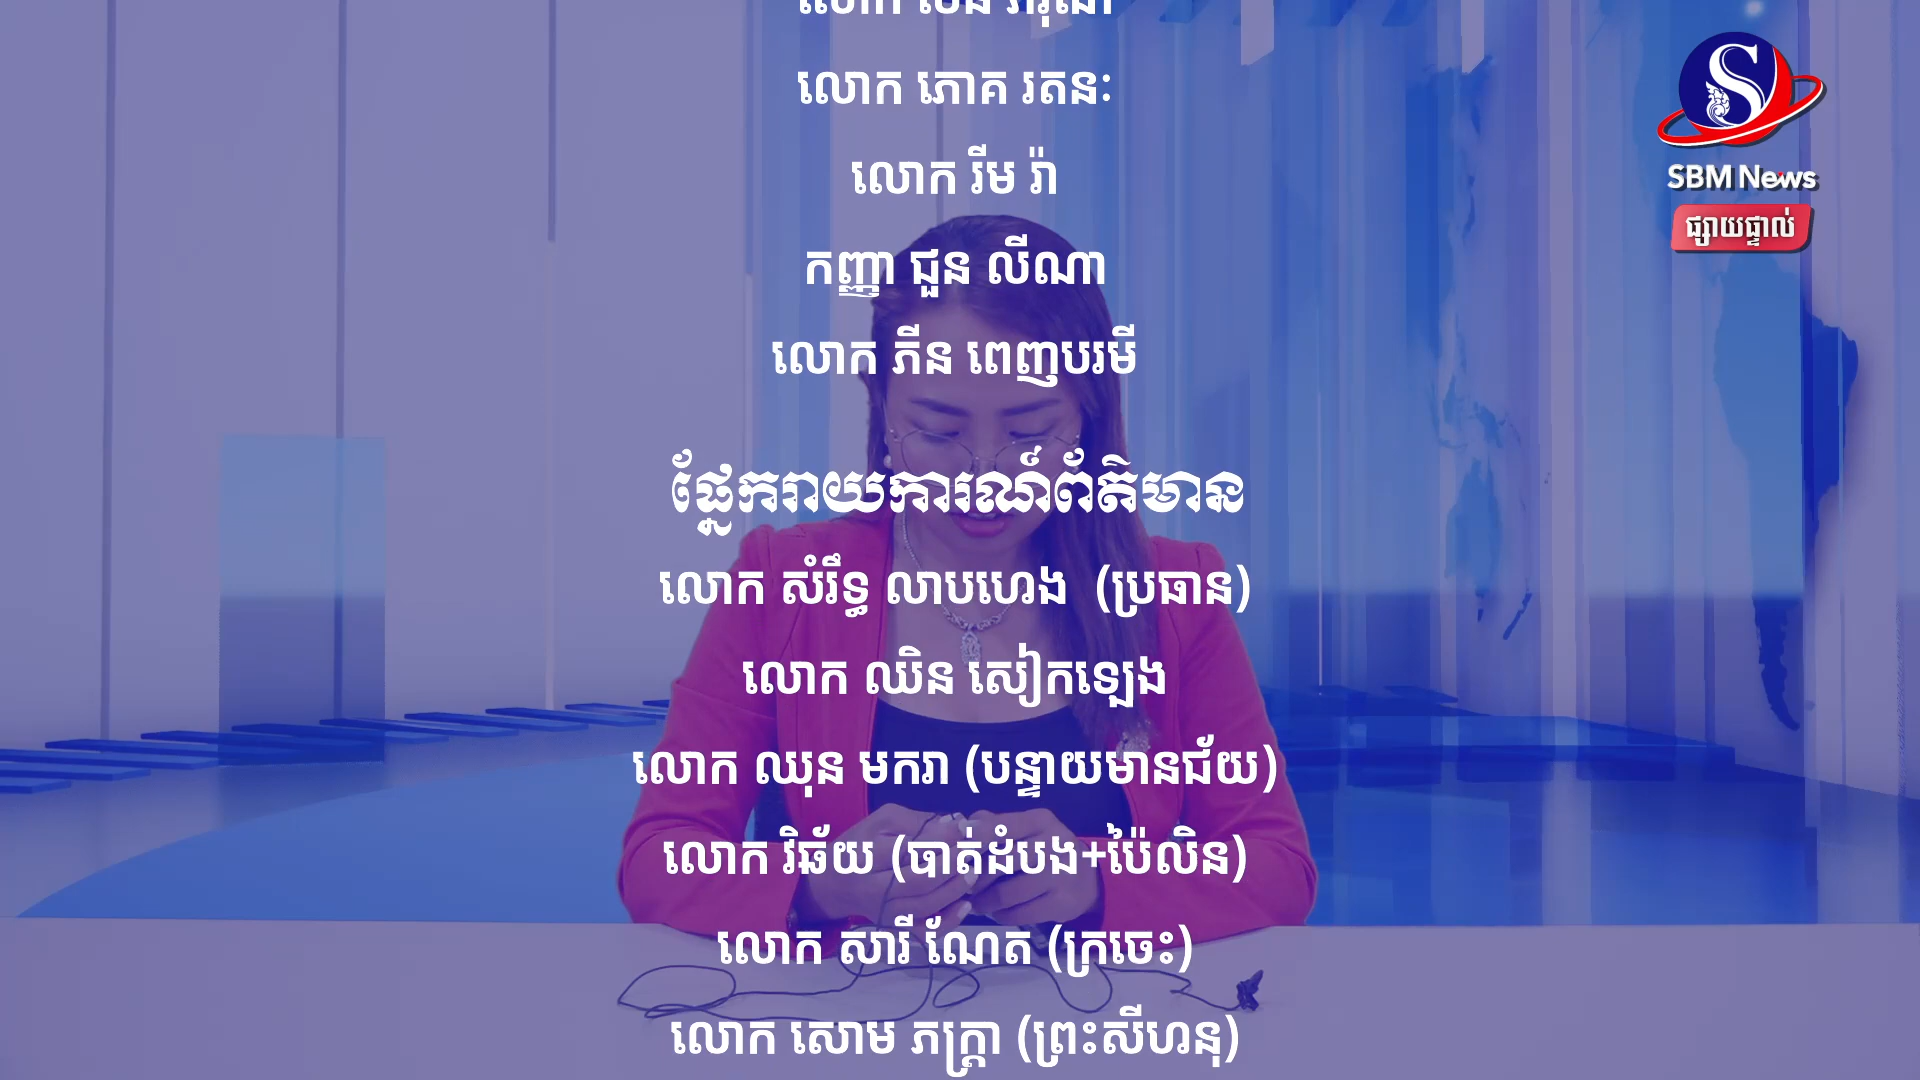 លោក ភោគ រតនៈ
លោក រីម រ៉ា
កញ្ញា ជួន លីណា
លោក ភីន ពេញបរមី
ផ្នែករាយការណ៍ព័ត៌មាន
លោក សំរឹទ្ធ លាបហេង (ប្រធាន)
លោក ឈិន សៀកឡេង
លោក ឈុន មករា (បន្ទាយមានជ័យ)
លោក វិឆ័យ (បាត់ដំបង+ប៉ៃលិន)
លោក សារី ណែត (ក្រចេះ)
លោក សោម ភក្ត្រា (ព្រះសីហនុ)
SBM News
ផ្សាយផ្ទាល់